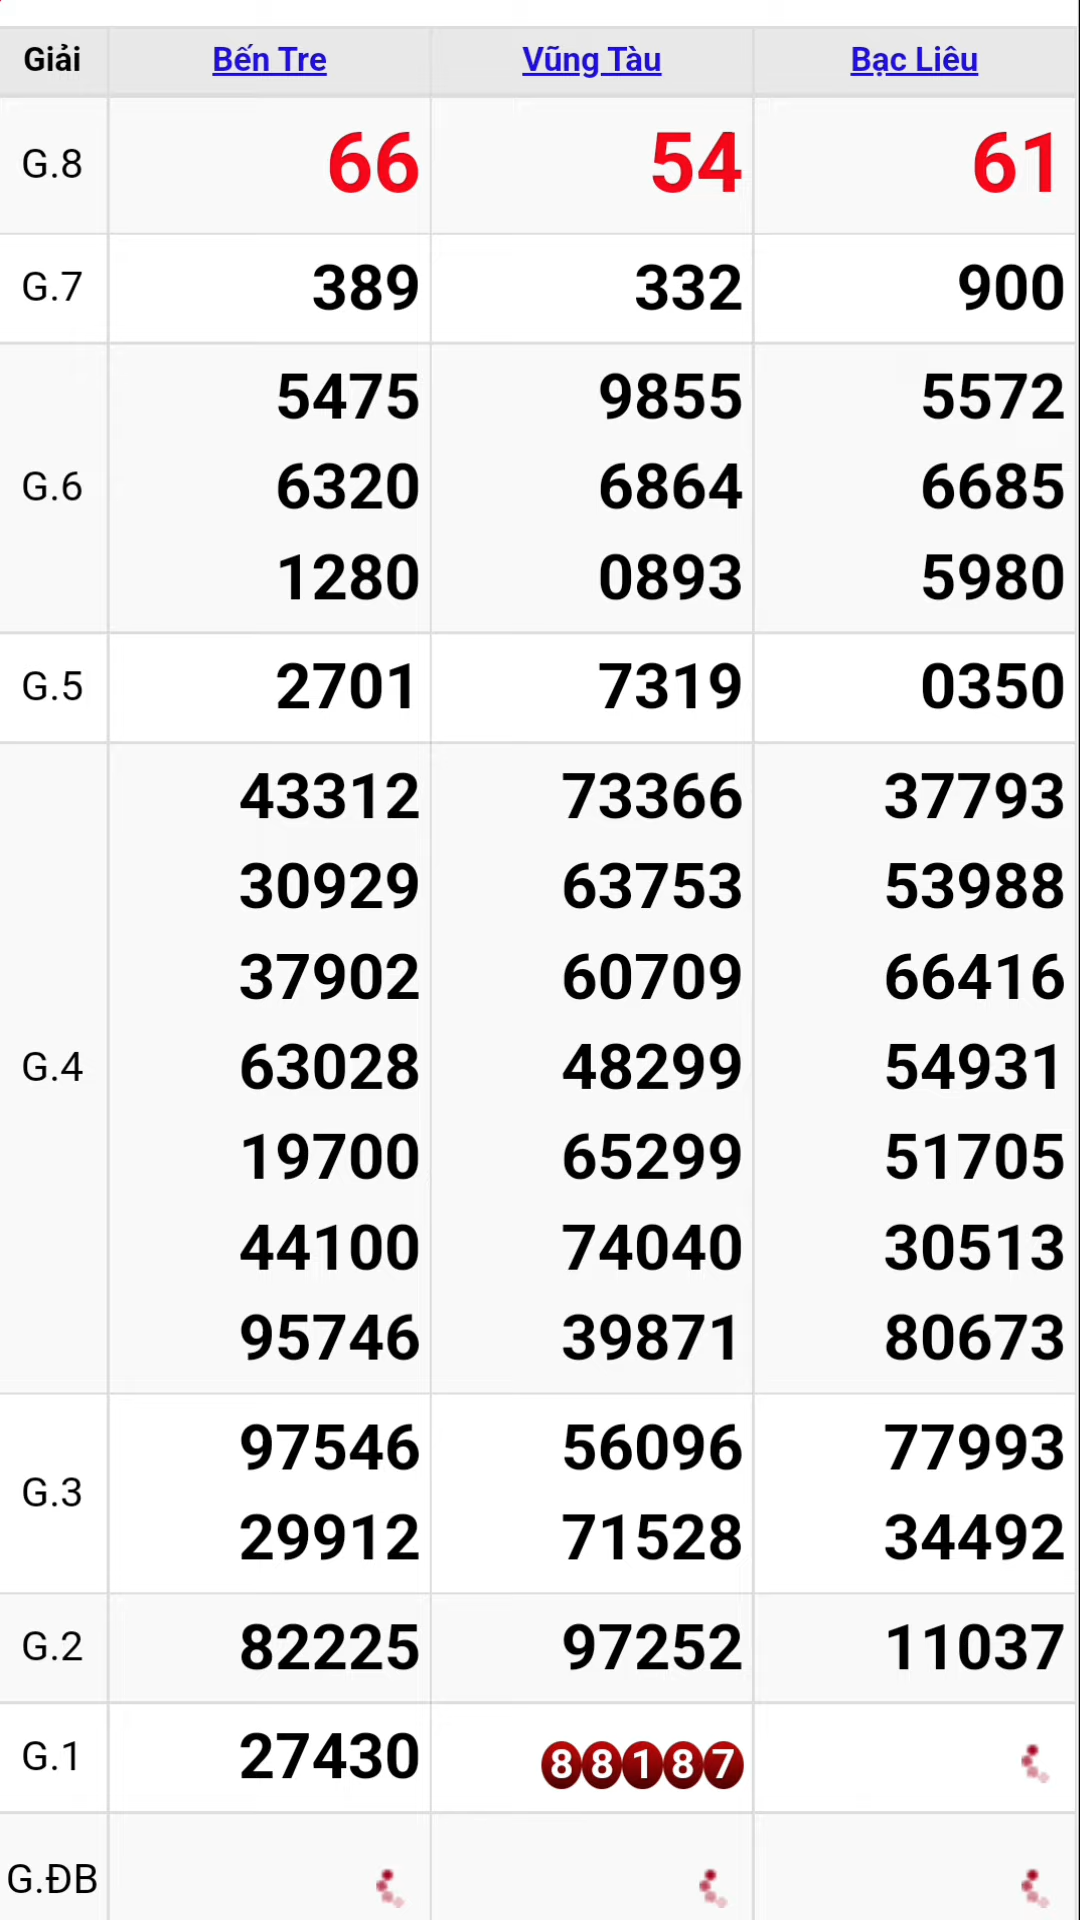 Giải Bến Tre Vũng Tàu Bạc Liêu
G.8 66 54 61
G.7 389 332 900
5475 9855 5572
G.6 6320 6864 6685
1280 0893 5980
G.5 2701 7319 0350
43312 73366 37793
30929 63753 53988
37902 60709 66416
G.4 63028 48299 54931
19700 65299 51705
44100 74040 30513
95746 39871 80673
97546 56096 77993
G.3
29912 71528 34492
G.2 82225 97252 11037
G.1 27430 88187
G.ĐB